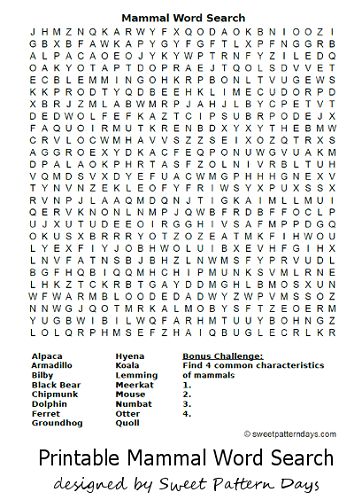 Mammal Word Search
J H M Z N Q K A R W Y F X Q O D A O K B N I O O Z I
G B X B F A W K A P Y G Y F G F T L X P F N G G R B
A L P A C A O E O J Y K Y W P T R N F Y Z I L E D Q
O A K Y O T A P T D O P R A E J T Q O L S D V V E T
E C B L E M M I N G O H K R P B O N L T V U G E W S
K K P R O D T Y Q D B E E H K L I M E C U D O R P D
X B R J Z M L A B W M R P J A H J L B Y C P E T V T
D E D W O L F E F K A Z T C I P S U B R P O D E J X
F A Q U O I R M U T K R E N B D X Y X Y T H E B M W
C R V L O C W M H A V V S Z Z S E I X O Z Q T R X S
A G G R O E X Y D K A C F E Q P O N U W G V U A K M
D P A L A O K P H R T A S F Z O L N I V R B L T U H
V Q M D S V X D Y E F U A C W M G P H H H G N E X V
T Y N V N Z E K L E O F Y F R I W S Y X P U X S S X
R V N P J L A A Q M D Q N J T I G K A I M L L M U I
Q E R V K N O N L N M P J Q W B F R D B F F O C L P
U J X U T U D E E O I R G G H I V S A F M P P D G Q
O K U S X B R R R Y O T Z O Z E A T M K F I H W O U
L Y E X F I Y J O B H W O L U I B X E V H F G I H X
L N V F A T N S B J B H Z L N W M S F Y P R V U D L
B G F H Q B I Q Q M H C H I P M U N K S V M L R N E
L H K Z T C K R B T G A Y D D M G H L B M O S X U N
W F W A R M B L O O D E D A D W Y Z W P V M S S O Z
N N W G J Q O T M R K A L M O B Y S F T Z E O E R M
Y U G B W I B I L W Q F A R H M T U U Y B O H N G Z
L O L Q R P H M S E F Z H A I Q B U G L E C R L K R
Alpaca
Armadillo
Bilby
Black Bear
Chipmunk
Dolphin
Ferret
Groundhog
Hyena
Koala
Lemming
Meerkat
Mouse
Numbat
Otter
Quoll
Bonus Challenge:
Find 4 common characteristics
of mammals
1.
2.
3.
4.
© sweetpatterndays.com
Printable Mammal Word Search
designed by Sweet Pattern Days